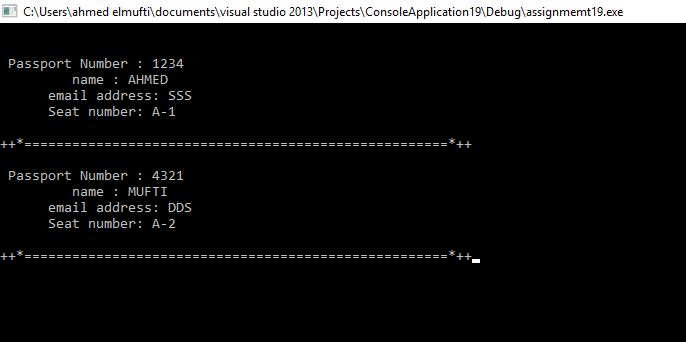 C:\Users\ahmed elmufti\documents\visual studio 2013\Projects\ConsoleApplication19\Debug\assignmemt19.exe
Passport Number : 1234
name : AHMED
email address: SSS
Seat number: A-1
++*=====================================================*++
Passport Number : 4321
name : MUFTI
email address: DDS
Seat number: A-2
++*=====================================================*++